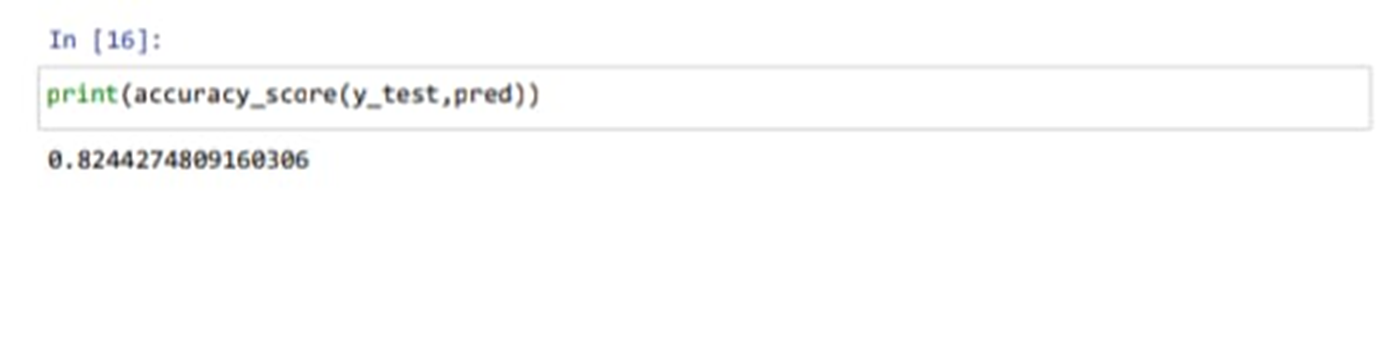 In [16]:
print(accuracy_score(y_test,pred))
0.8244274809160306